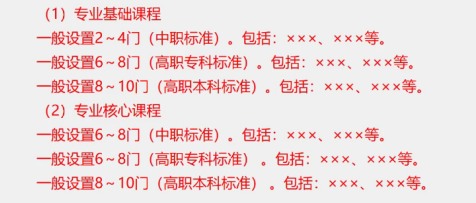 （1）专业基础课程
一般设置2～4门（中职标准）。包括：×××、×××等。
一般设置6～8门（高职专科标准）。包括：×××、×××等。
一般设置8～10门（高职本科标准）。包括：×××、×××等。
（2）专业核心课程
一般设置6～8门（中职标准）。包括：×××、×××等。
一般设置6～8门（高职专科标准） 。包括：×××、×××等。
一般设置8～10门（高职本科标准） 。包括：×××、×××等。